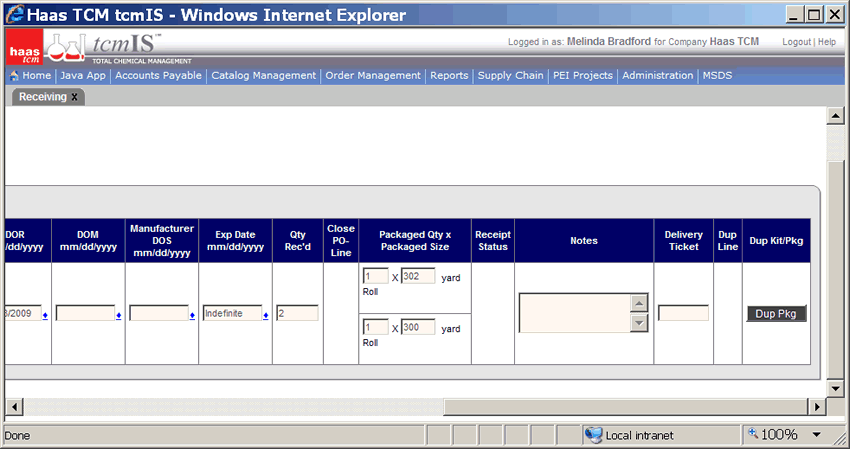 Haas TCM tcmIS - Windows Internet Explorer
haas tcm
tcmIS
TOTAL CHEMICAL MANAGEMENT
Logged in as: Melinda Bradford for Company Haas TCM
Logout | Help
Home | Java App | Accounts Payable | Catalog Management | Order Management | Reports | Supply Chain | PEI Projects | Administration | MSDS
Receiving x
DOR
/dd/yyyy
DOM
mm/dd/yyyy
Manufacturer
DOS
mm/dd/yyyy
Exp Date
mm/dd/yyyy
Qty
Rec'd
Close
PO-
Line
Packaged Qty x
Packaged Size
Receipt
Status
Notes
Delivery
Ticket
Dup
Line
Dup Kit/Pkg
/2009
Indefinite
2
1 X 302 yard
Roll
1 X 300 yard
Roll
Dup Pkg
Done
Local intranet
100%